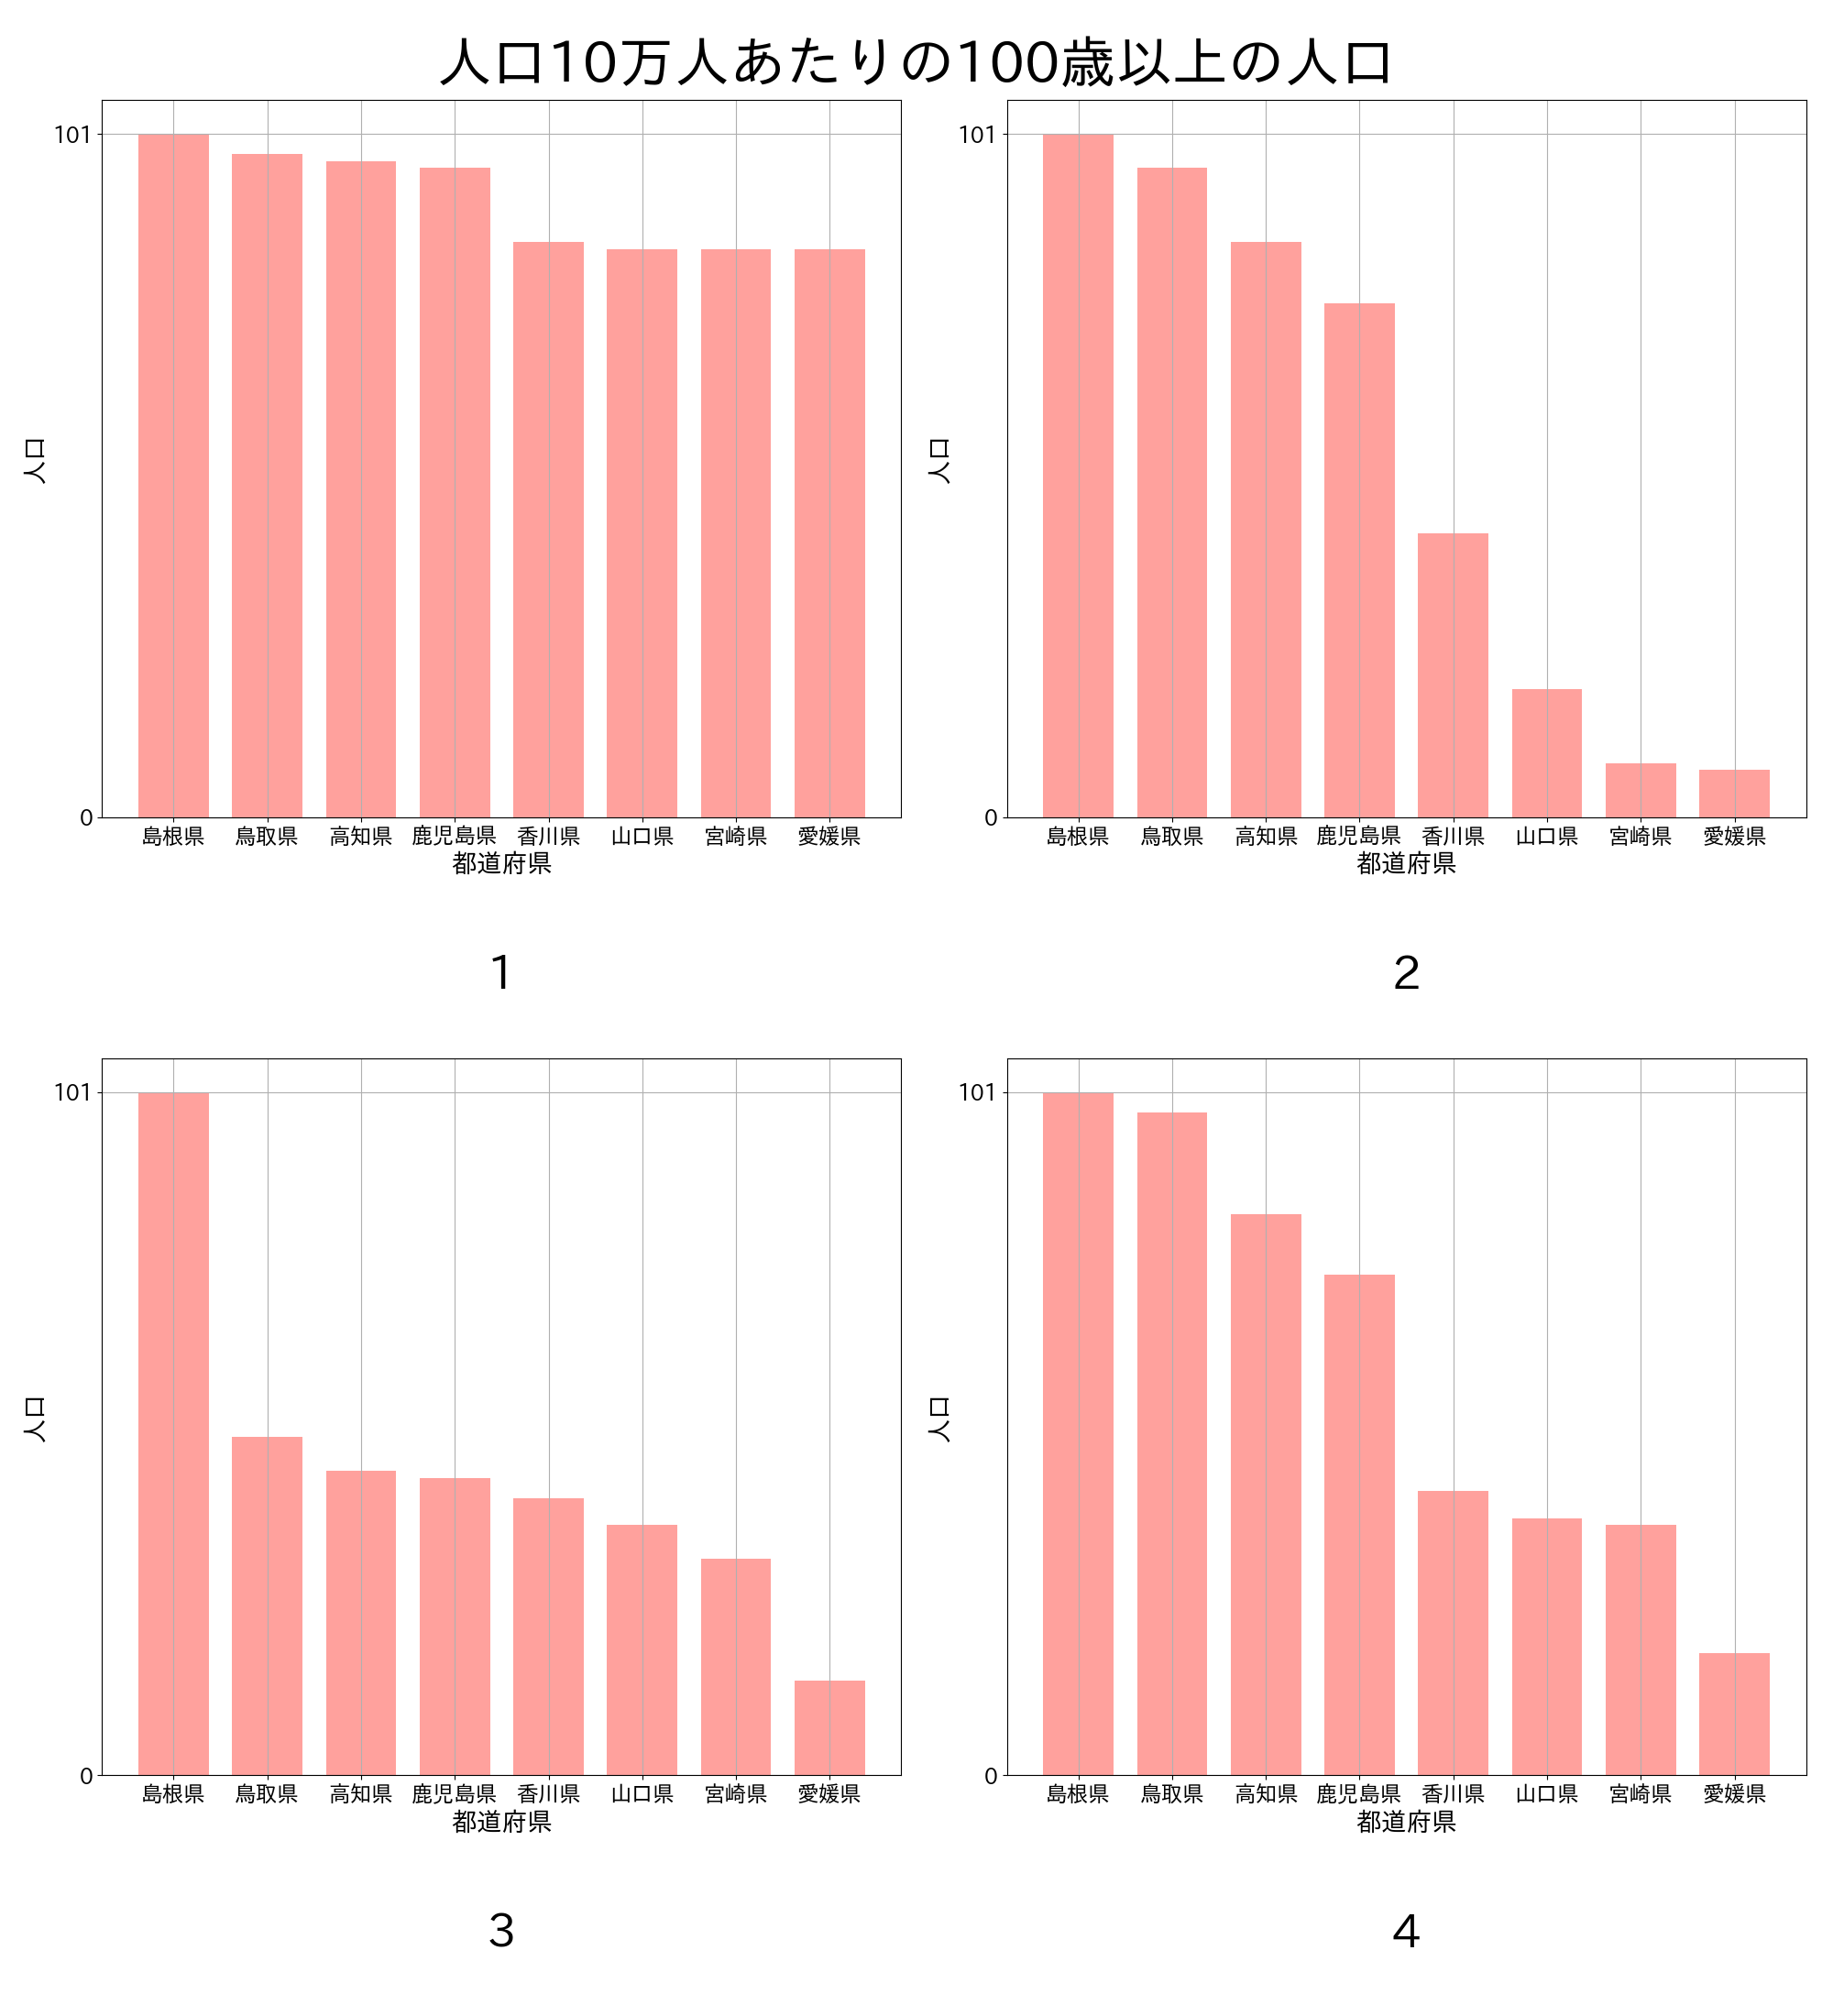 人口10万人あたりの100歳以上の人口
101
0
人口
島根県 鳥取県 高知県 鹿児島県 香川県 山口県 宮崎県 愛媛県
都道府県
1
101
0
人口
島根県 鳥取県 高知県 鹿児島県 香川県 山口県 宮崎県 愛媛県
都道府県
2
101
0
人口
島根県 鳥取県 高知県 鹿児島県 香川県 山口県 宮崎県 愛媛県
都道府県
3
101
0
人口
島根県 鳥取県 高知県 鹿児島県 香川県 山口県 宮崎県 愛媛県
都道府県
4